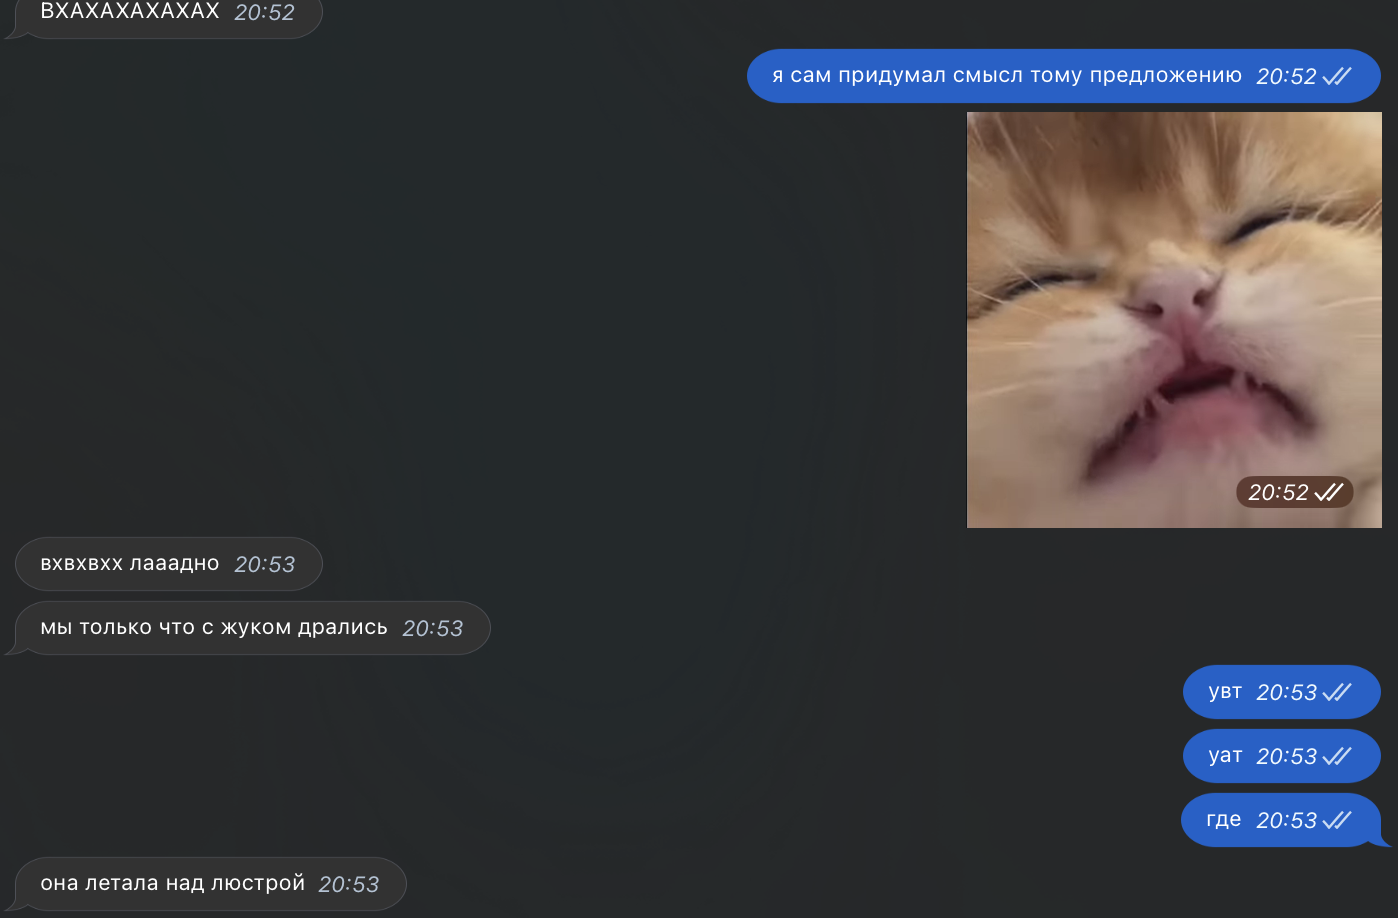 ВХАХАХАХАХАХ 20:52
я сам придумал смысл тому предложению 20:52
20:52
вхвхвхх лааадно 20:53
мы только что с жуком дрались 20:53
увт 20:53
уат 20:53
где 20:53
она летала над люстрой 20:53